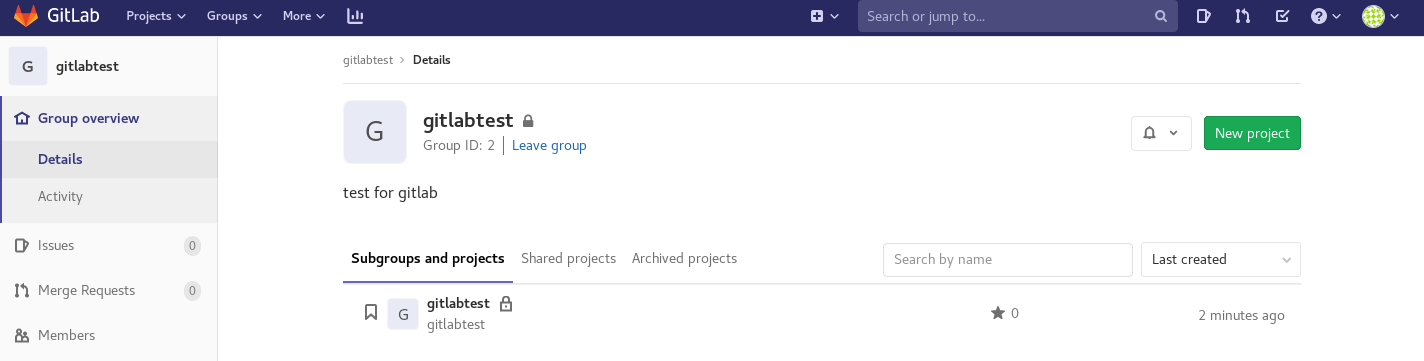 GitLab Projects Groups More Search or jump to...
G gitlabtest
Group overview
Details
Activity
Issues 0
Merge Requests 0
Members
gitlabtest › Details
G
gitlabtest
Group ID: 2 Leave group
New project
test for gitlab
Subgroups and projects Shared projects Archived projects Search by name Last created
G gitlabtest
gitlabtest
0
2 minutes ago